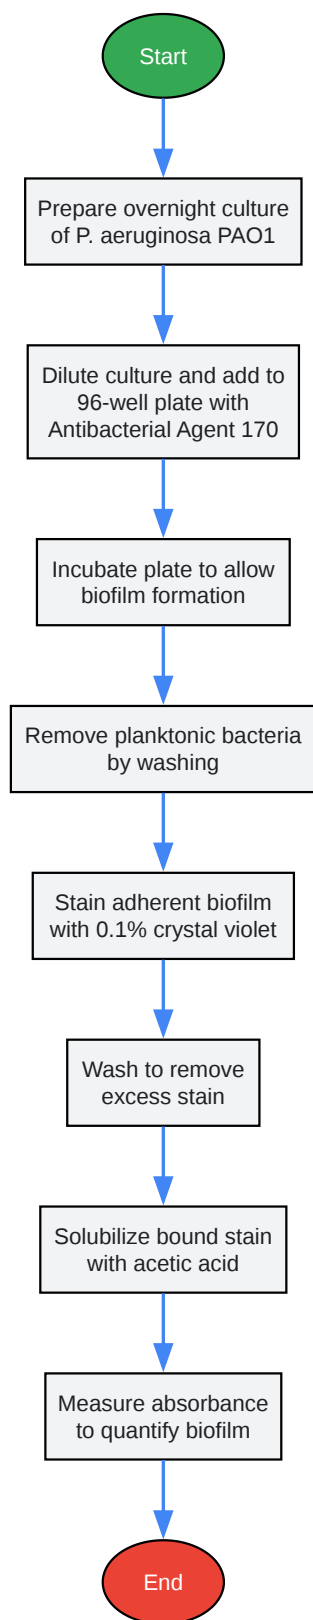 Start
Prepare overnight culture
of P. aeruginosa PAO1
Dilute culture and add to
96-well plate with
Antibacterial Agent 170
Incubate plate to allow
biofilm formation
Remove planktonic bacteria
by washing
Stain adherent biofilm
with 0.1% crystal violet
Wash to remove
excess stain
Solubilize bound stain
with acetic acid
Measure absorbance
to quantify biofilm
End